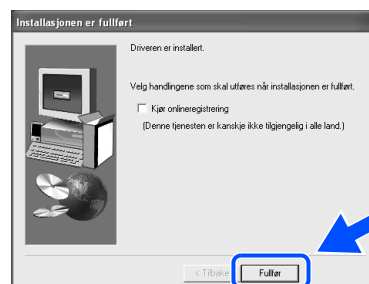 Installasjonen er fullført
Driveren er installert.
Velg handlingene som skal utføres når installasjonen er fullført.
Kjør onlineregistrering
(Denne tjenesten er kanskje ikke tilgjengelig i alle land.)
< Tilbake
Fullfør